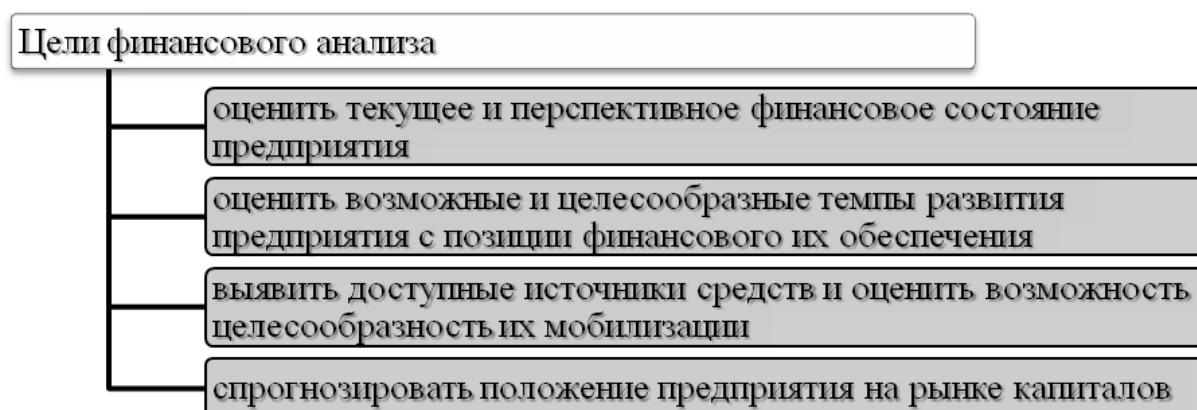 Цели финансового анализа
оценить текущее и перспективное финансовое состояние
предприятия
оценить возможные и целесообразные темпы развития
предприятия с позиции финансового их обеспечения
выявить доступные источники средств и оценить возможность
целесообразность их мобилизации
спрогнозировать положение предприятия на рынке капиталов